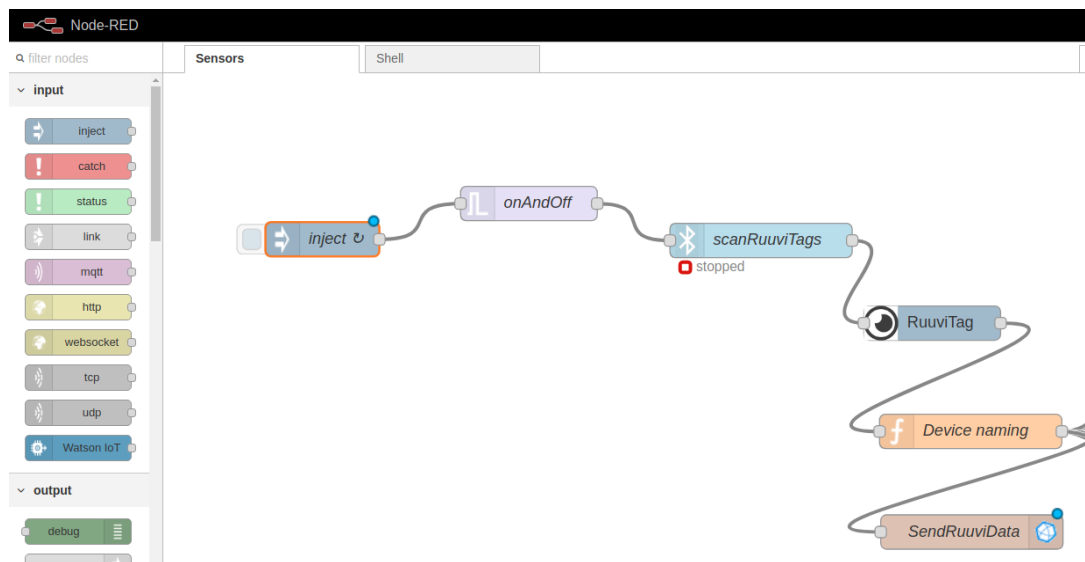 Node-RED
filter nodes
Sensors
Shell
input
inject
catch
status
link
mqtt
http
websocket
tcp
udp
Watson IoT
output
debug
inject ↻
onAndOff
scanRuuviTags
stopped
RuuviTag
Device naming
SendRuuviData